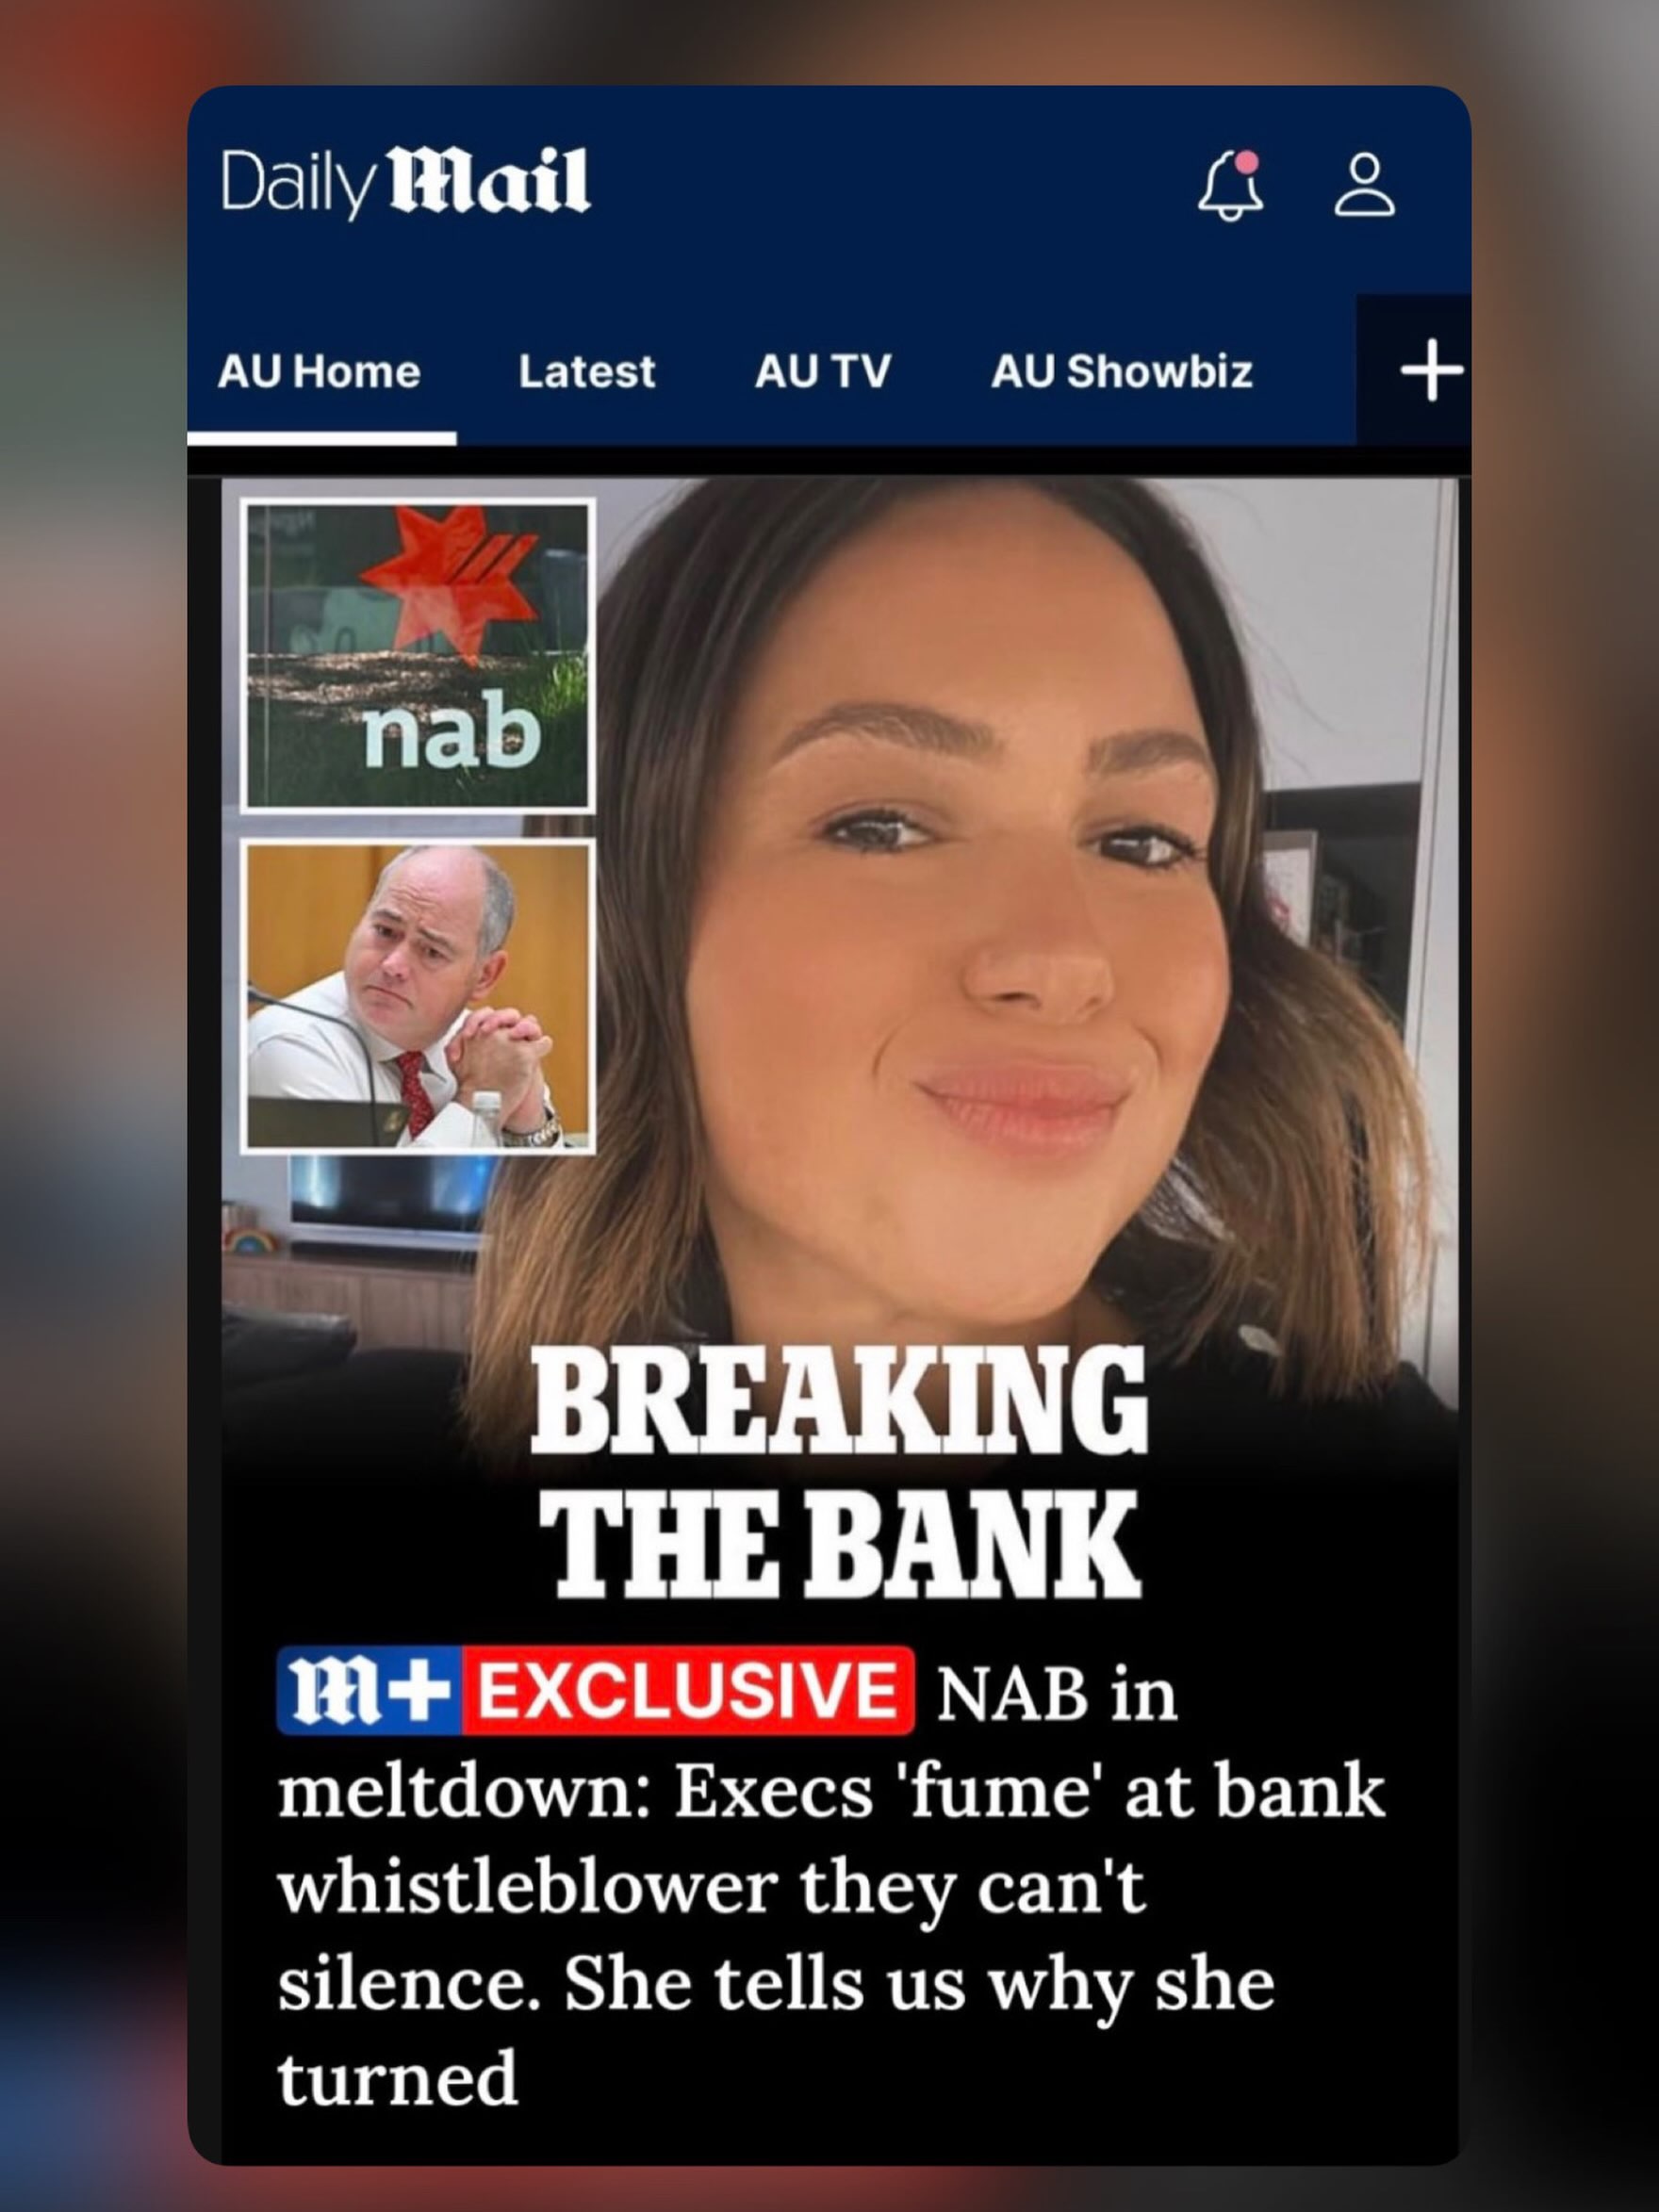 Daily Mail
AU Home Latest AU TV AU Showbiz +
nab
BREAKING
THE BANK
M+ EXCLUSIVE NAB in
meltdown: Execs 'fume' at bank
whistleblower they can't
silence. She tells us why she
turned